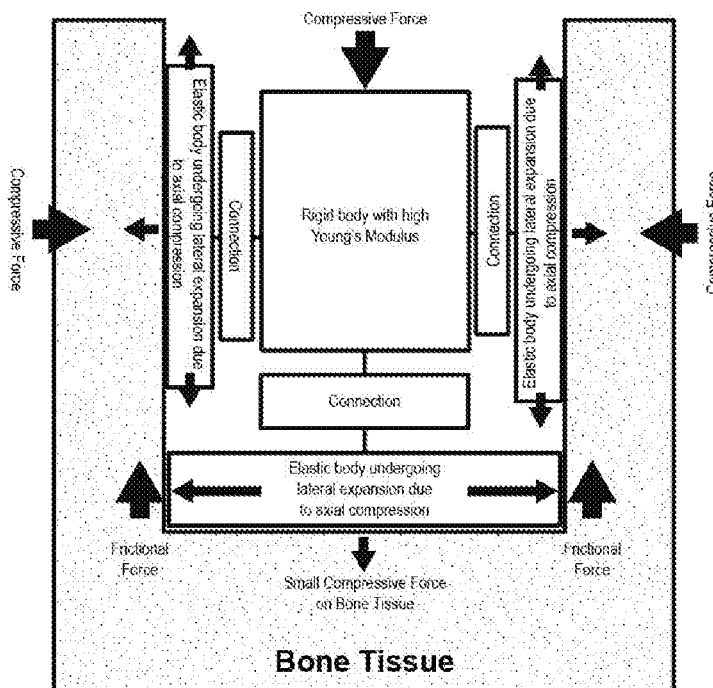 Compressive Force
Elastic body undergoing lateral expansion due
to axial compression
Connection
Rigid body with high
Young's Modulus
Connection
Elastic body undergoing lateral expansion due
to axial compression
Compressive
Force
Compressive Force
Connection
Elastic body undergoing
lateral expansion due
to axial compression
Frictional
Force
Frictional
Force
Small Compressive Force
on Bone Tissue
Bone Tissue